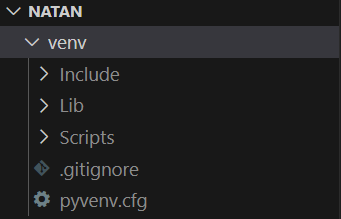 NATAN
venv
Include
Lib
Scripts
.gitignore
pyvenv.cfg